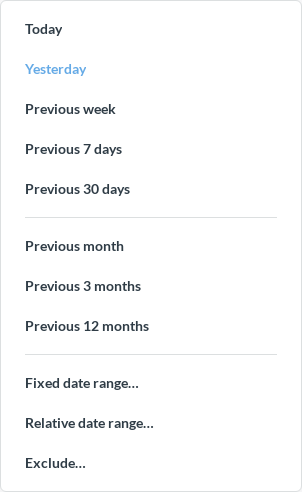 Today
Yesterday
Previous week
Previous 7 days
Previous 30 days
Previous month
Previous 3 months
Previous 12 months
Fixed date range...
Relative date range...
Exclude...